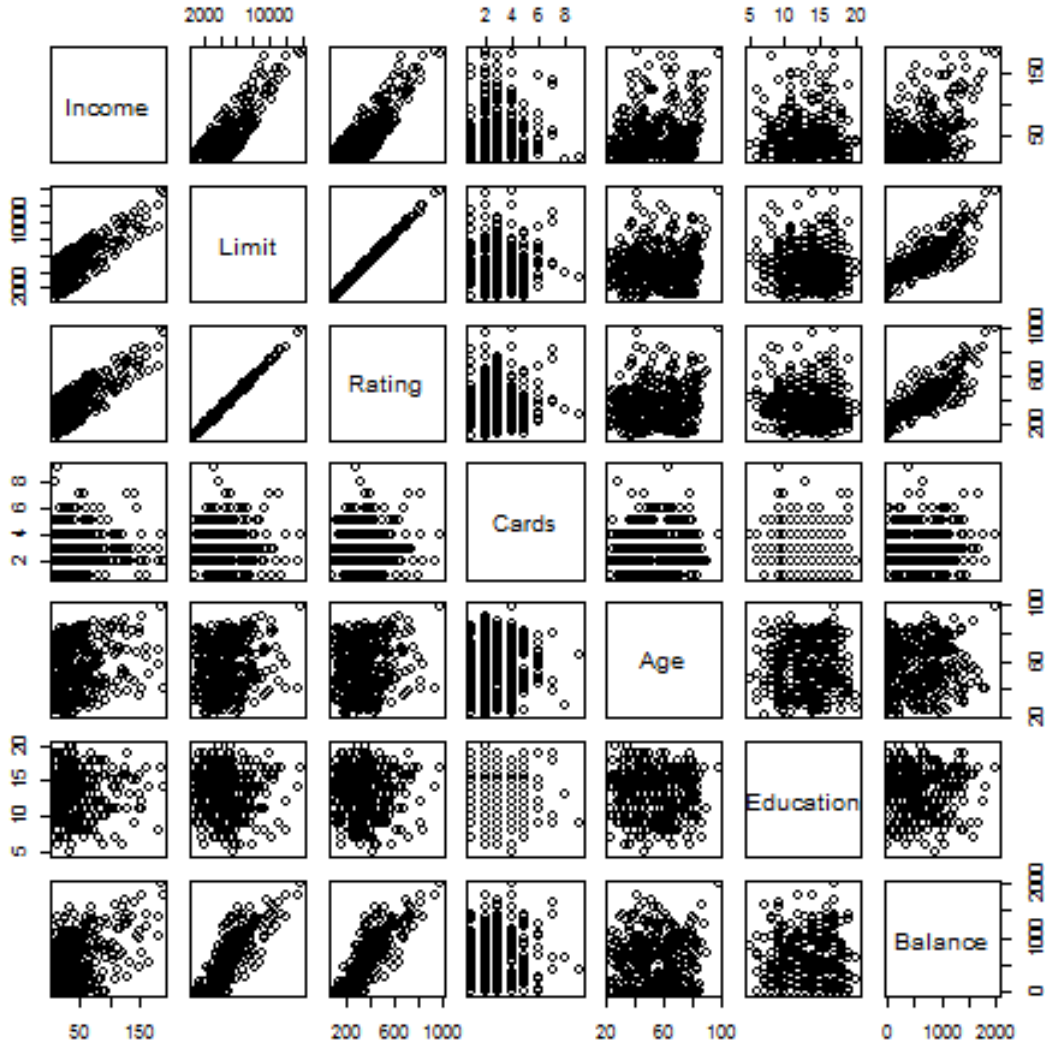 2000 10000 2 4 6 8 5 10 15 20
Income 50 150
2000 10000 Limit
Rating 200 600 1000
2 4 6 8 Cards
Age 20 60 100
5 10 15 20 Education
Balance 0 1000 2000
50 150 200 600 1000 20 60 100 0 1000 2000